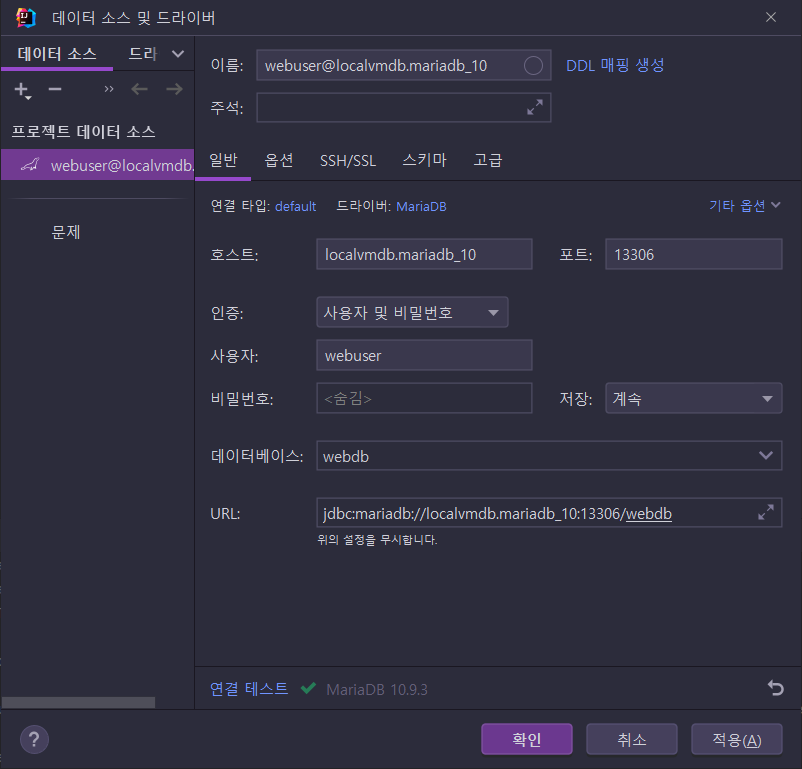 데이터 소스 및 드라이버
데이터 소스 드라
프로젝트 데이터 소스
webuser@localvmdb.
문제
이름: webuser@localvmdb.mariadb_10 DDL 매핑 생성
주석:
일반 옵션 SSH/SSL 스키마 고급
연결 타입: default 드라이버: MariaDB 기타 옵션
호스트: localvmdb.mariadb_10 포트: 13306
인증: 사용자 및 비밀번호
사용자: webuser
비밀번호: <숨김> 저장: 계속
데이터베이스: webdb
URL: jdbc:mariadb://localvmdb.mariadb_10:13306/webdb
위의 설정을 무시합니다.
연결 테스트 MariaDB 10.9.3
? 확인 취소 적용(A)